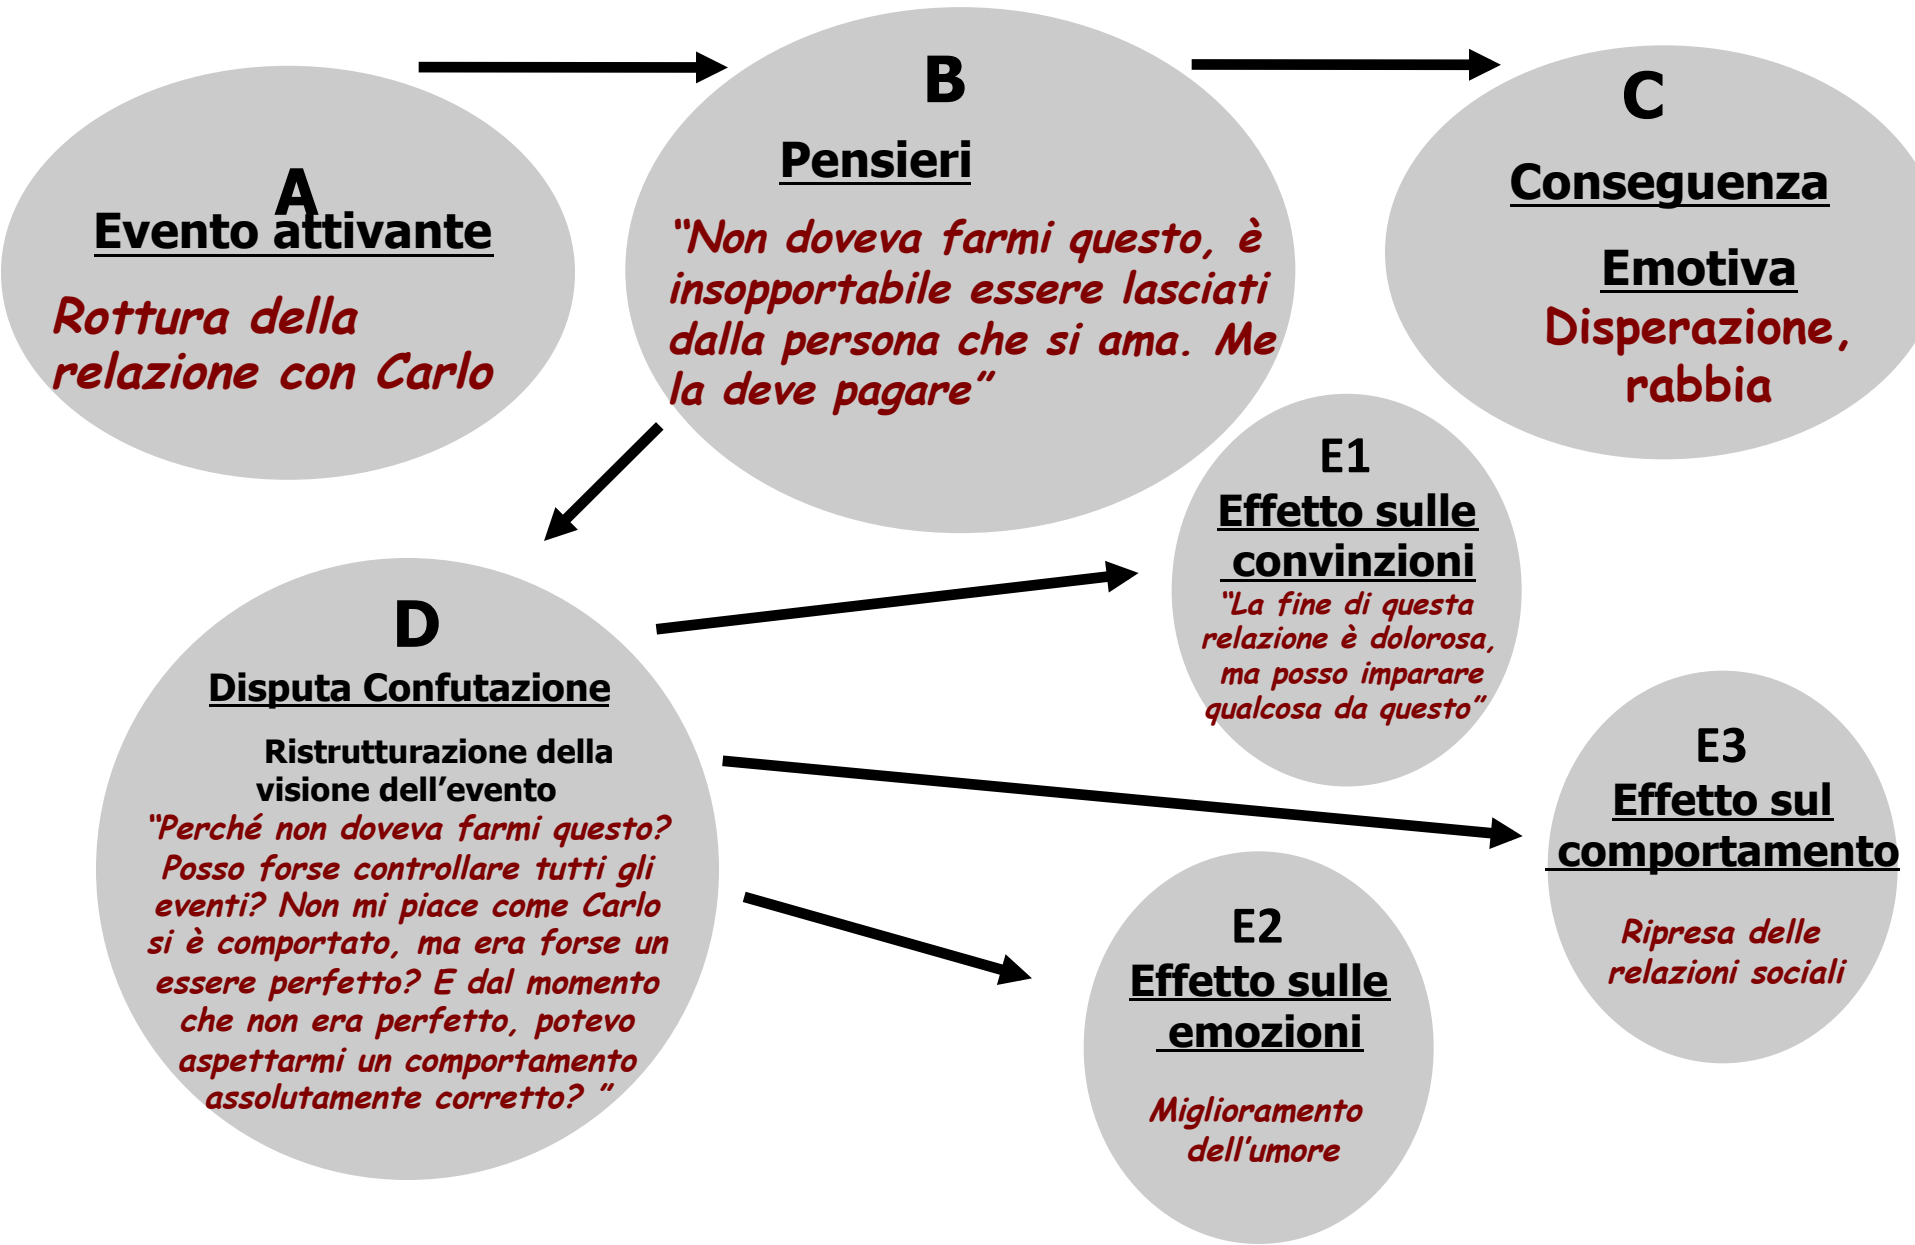 A
Evento attivante
Rottura della
relazione con Carlo
B
Pensieri
“Non doveva farmi questo, è
insopportabile essere lasciati
dalla persona che si ama. Me
la deve pagare”
C
Conseguenza
Emotiva
Disperazione,
rabbia
D
Disputa Confutazione
Ristrutturazione della
visione dell’evento
“Perché non doveva farmi questo?
Posso forse controllare tutti gli
eventi? Non mi piace come Carlo
si è comportato, ma era forse un
essere perfetto? E dal momento
che non era perfetto, potevo
aspettarmi un comportamento
assolutamente corretto? ”
E1
Effetto sulle
convinzioni
“La fine di questa
relazione è dolorosa,
ma posso imparare
qualcosa da questo”
E2
Effetto sulle
emozioni
Miglioramento
dell’umore
E3
Effetto sul
comportamento
Ripresa delle
relazioni sociali